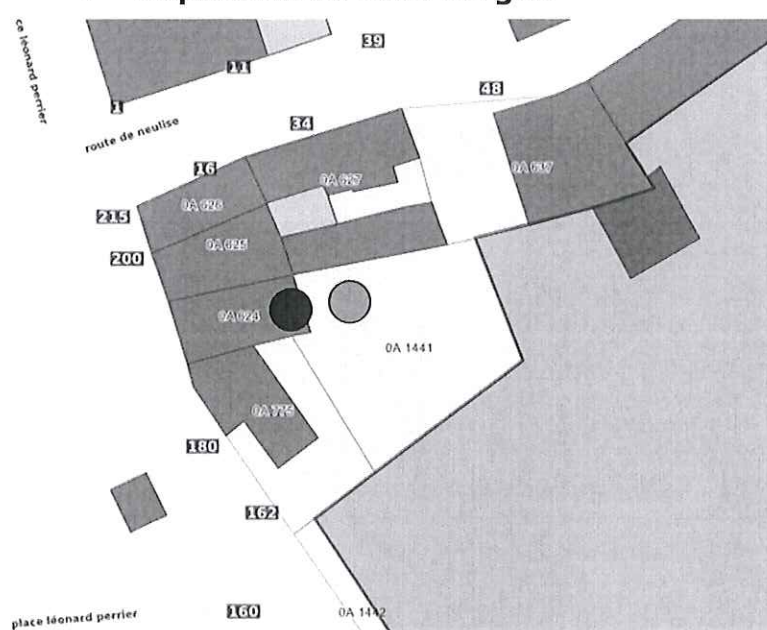 39
ce léonard perrier
11
48
1
34
route de neulise
16
0A 627
0A 637
0A 626
215
0A 625
200
0A 624
0A 1441
0A 775
180
162
160
0A 1442
place léonard perrier